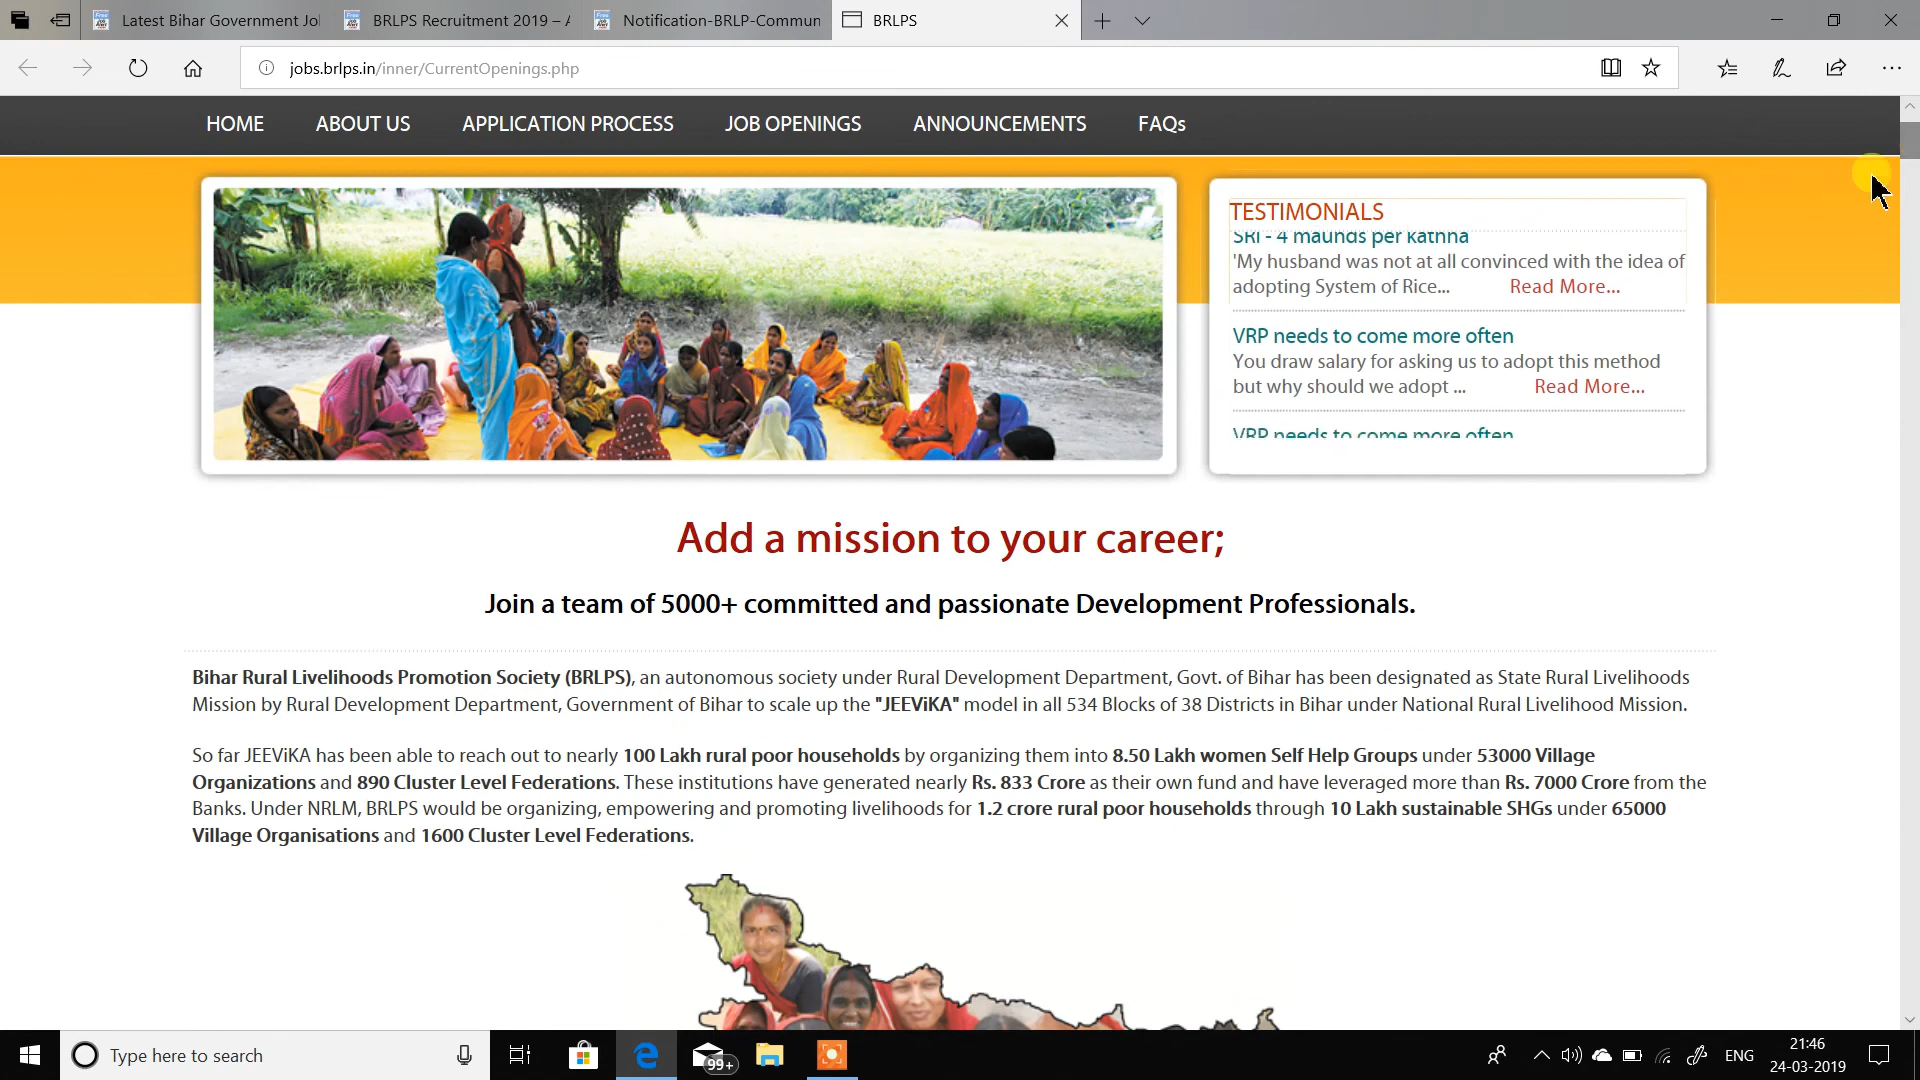 Latest Bihar Government Jo
BRLPS Recruitment 2019 –
Notification-BRLP-Commun
BRLPS
jobs.brlps.in/inner/CurrentOpenings.php
HOME
ABOUT US
APPLICATION PROCESS
JOB OPENINGS
ANNOUNCEMENTS
FAQs
TESTIMONIALS
SRI - 4 maunds per kathha
'My husband was not at all convinced with the idea of
adopting System of Rice... Read More...
VRP needs to come more often
You draw salary for asking us to adopt this method
but why should we adopt ... Read More...
VRP needs to come more often
Add a mission to your career;
Join a team of 5000+ committed and passionate Development Professionals.
Bihar Rural Livelihoods Promotion Society (BRLPS), an autonomous society under Rural Development Department, Govt. of Bihar has been designated as State Rural Livelihoods
Mission by Rural Development Department, Government of Bihar to scale up the "JEEViKA" model in all 534 Blocks of 38 Districts in Bihar under National Rural Livelihood Mission.
So far JEEViKA has been able to reach out to nearly 100 Lakh rural poor households by organizing them into 8.50 Lakh women Self Help Groups under 53000 Village
Organizations and 890 Cluster Level Federations. These institutions have generated nearly Rs. 833 Crore as their own fund and have leveraged more than Rs. 7000 Crore from the
Banks. Under NRLM, BRLPS would be organizing, empowering and promoting livelihoods for 1.2 crore rural poor households through 10 Lakh sustainable SHGs under 65000
Village Organisations and 1600 Cluster Level Federations.
Type here to search
99+
ENG
21:46
24-03-2019